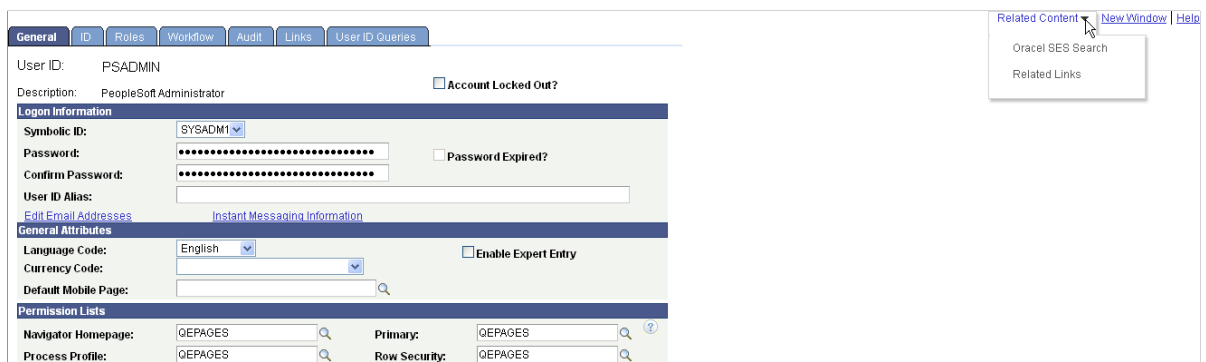 Related Content New Window Help
General ID Roles Workflow Audit Links User ID Queries
Oracel SES Search
Related Links
User ID: PSADMIN
Account Locked Out?
Description: PeopleSoft Administrator
Logon Information
Symbolic ID: SYSADM1
Password: •••••••••••••••••••••••••••••••
Password Expired?
Confirm Password: •••••••••••••••••••••••••••••••
User ID Alias:
Edit Email Addresses Instant Messaging Information
General Attributes
Language Code: English Enable Expert Entry
Currency Code:
Default Mobile Page:
Permission Lists
Navigator Homepage: QEPAGES Primary: QEPAGES ?
Process Profile: QEPAGES Row Security: QEPAGES